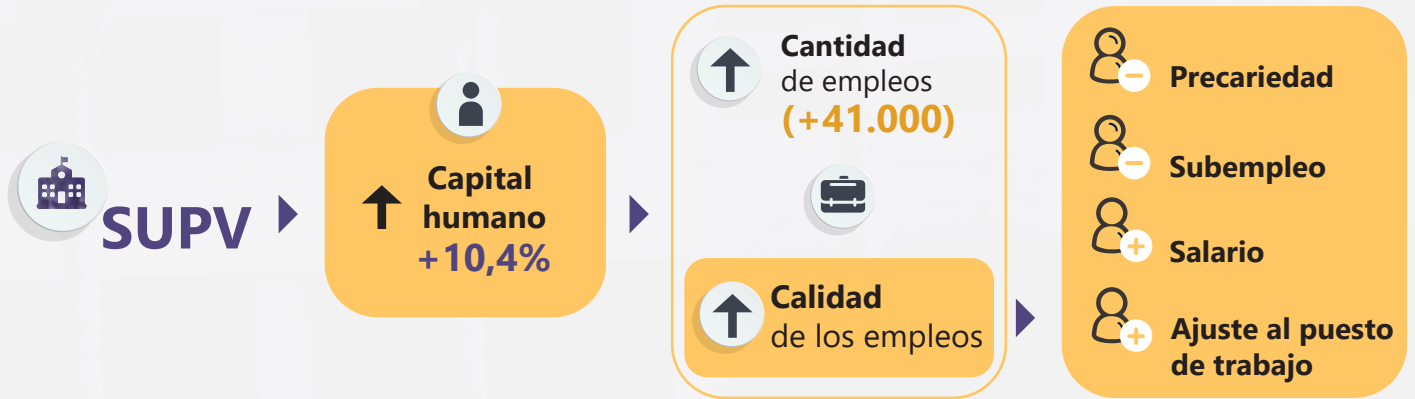 SUPV
Capital
humano
+10,4%
Cantidad
de empleos
(+41.000)
Calidad
de los empleos
Precariedad
Subempleo
Salario
Ajuste al puesto
de trabajo